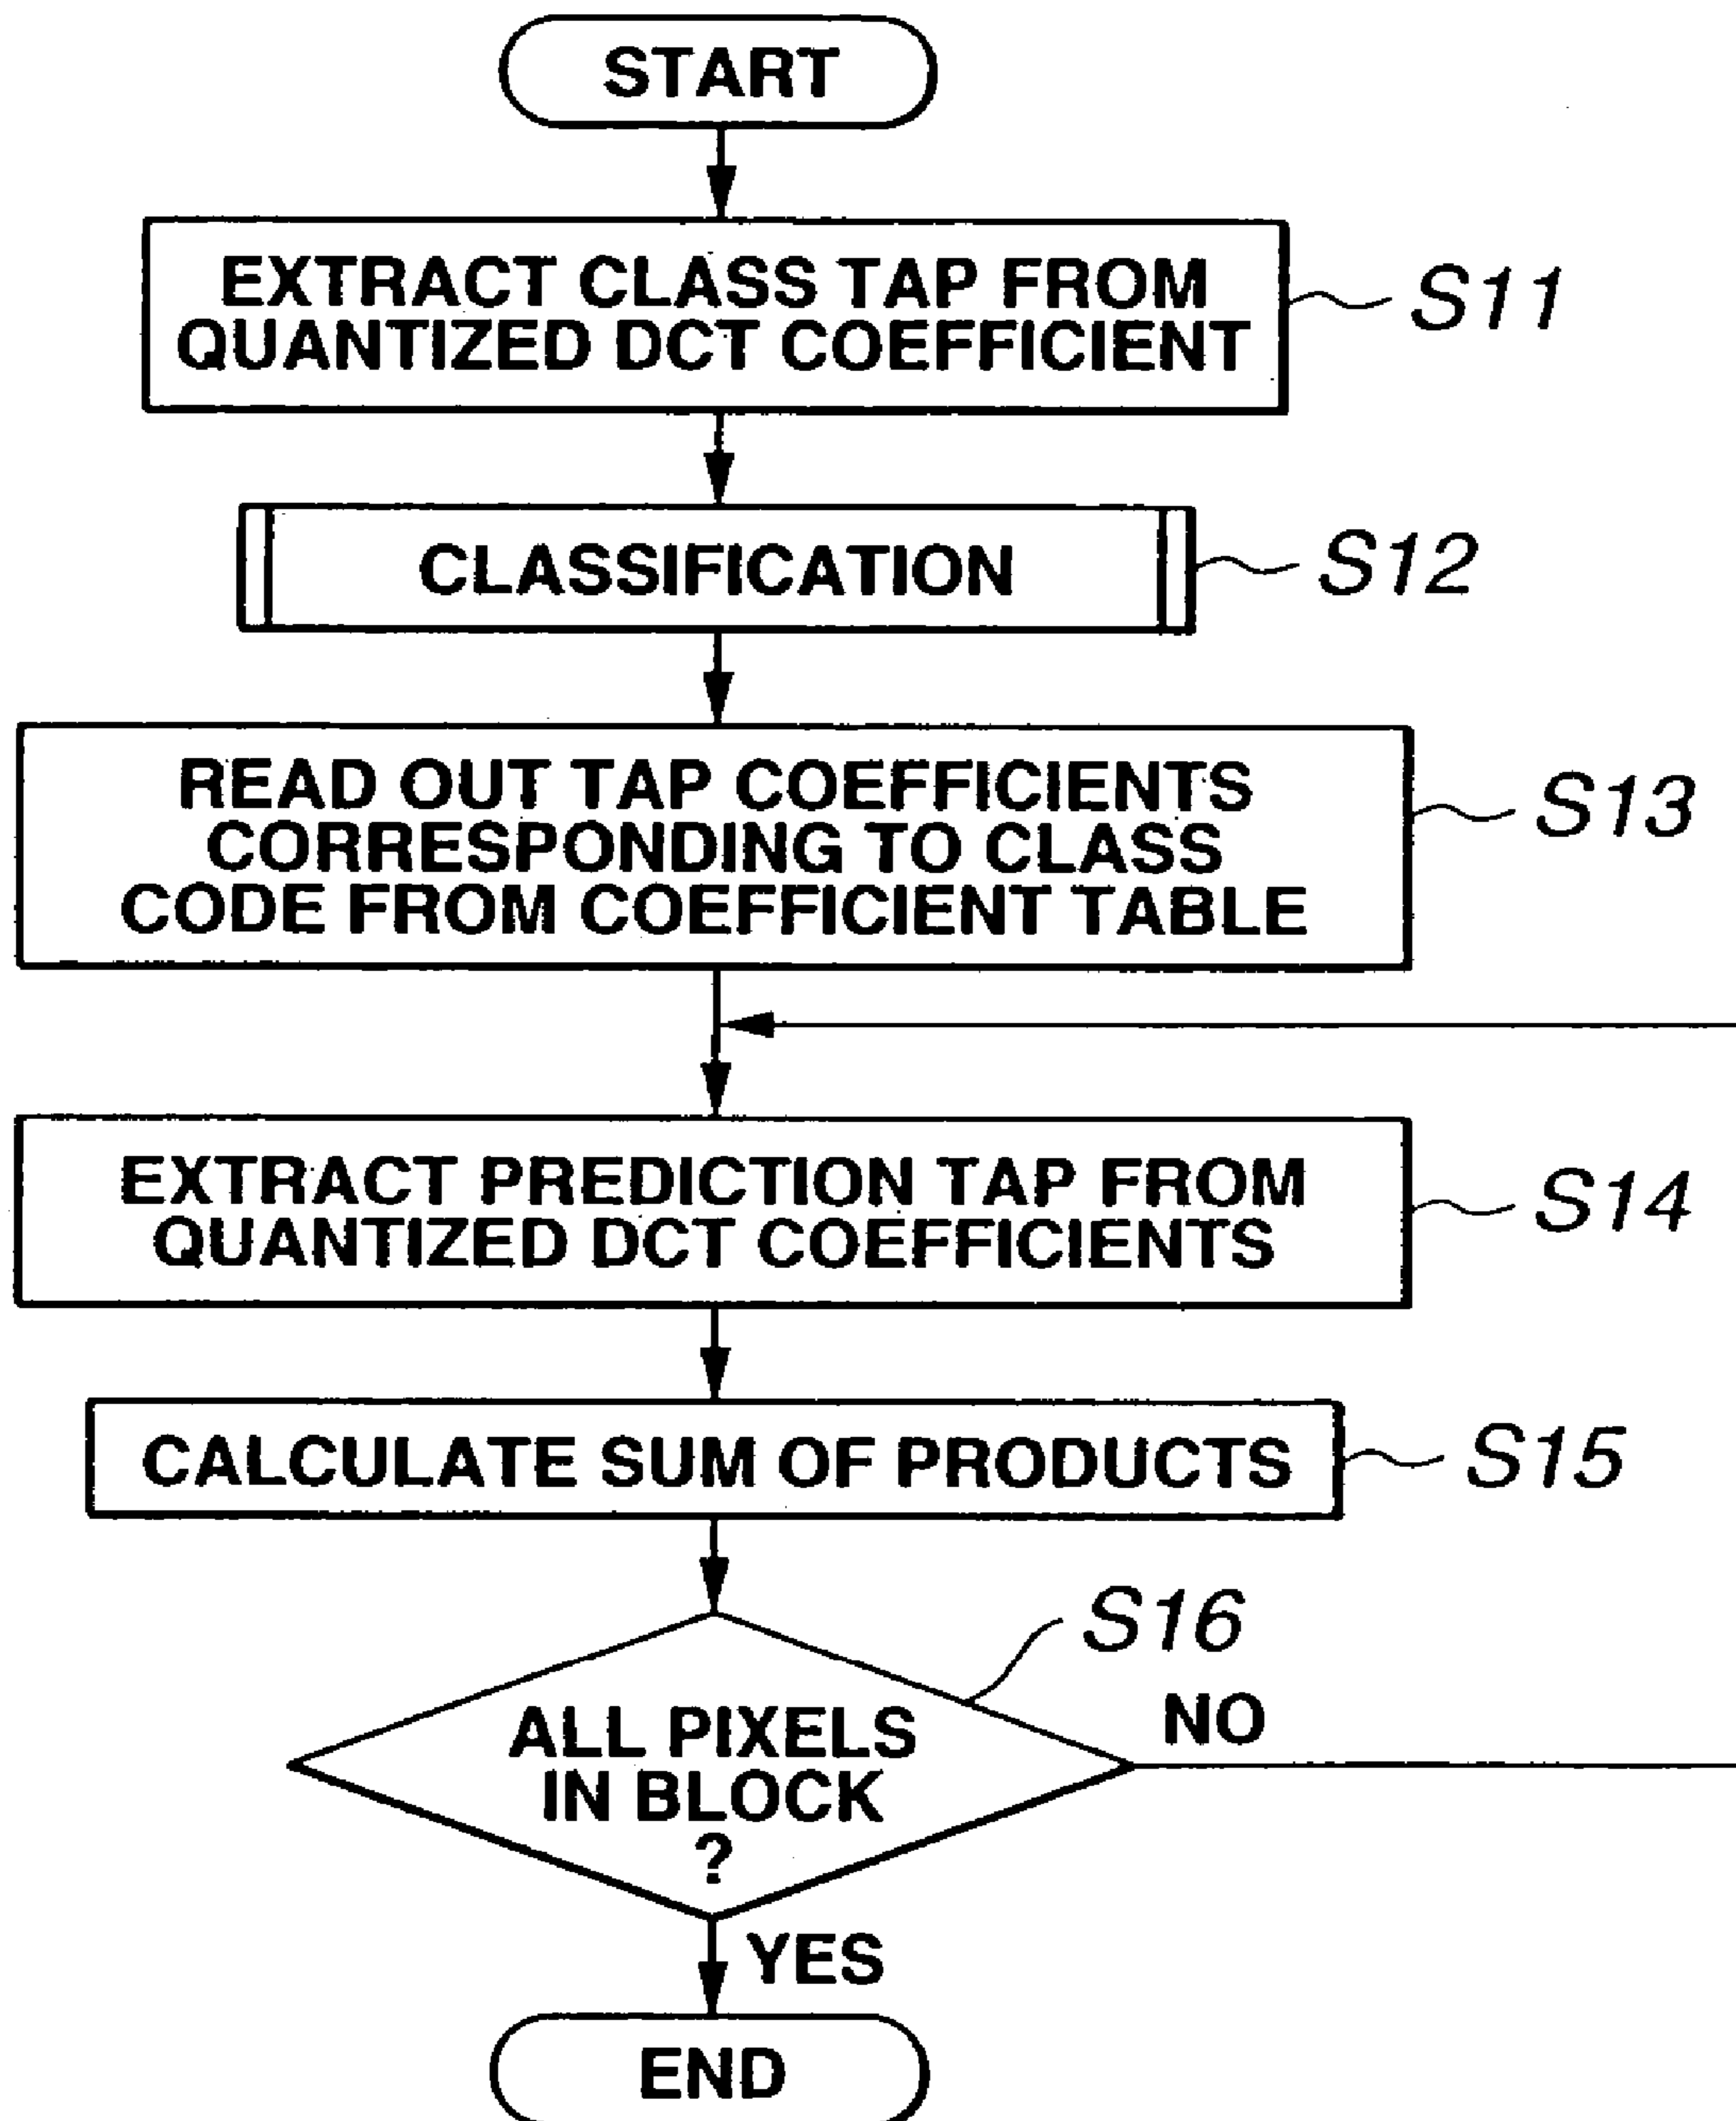 START
EXTRACT CLASS TAP FROM
QUANTIZED DCT COEFFICIENT
S11
CLASSIFICATION
S12
READ OUT TAP COEFFICIENTS
CORRESPONDING TO CLASS
CODE FROM COEFFICIENT TABLE
S13
EXTRACT PREDICTION TAP FROM
QUANTIZED DCT COEFFICIENTS
S14
CALCULATE SUM OF PRODUCTS
S15
S16
ALL PIXELS
IN BLOCK
?
NO
YES
END